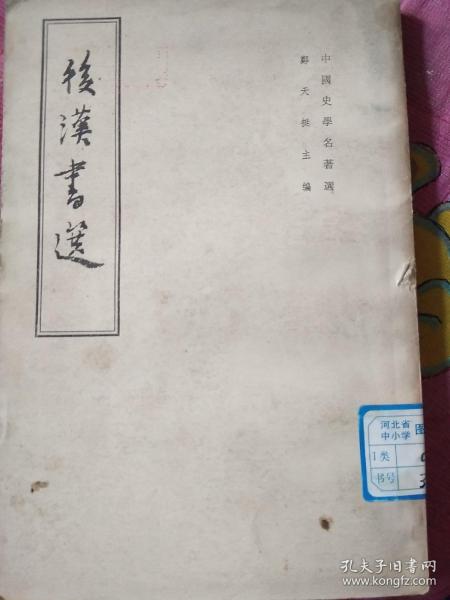 中國史學名著選
鄭天挺主编
後漢書選
河北省
中小学
图
I类
书号
孔夫子旧书网
www.kongfz.com